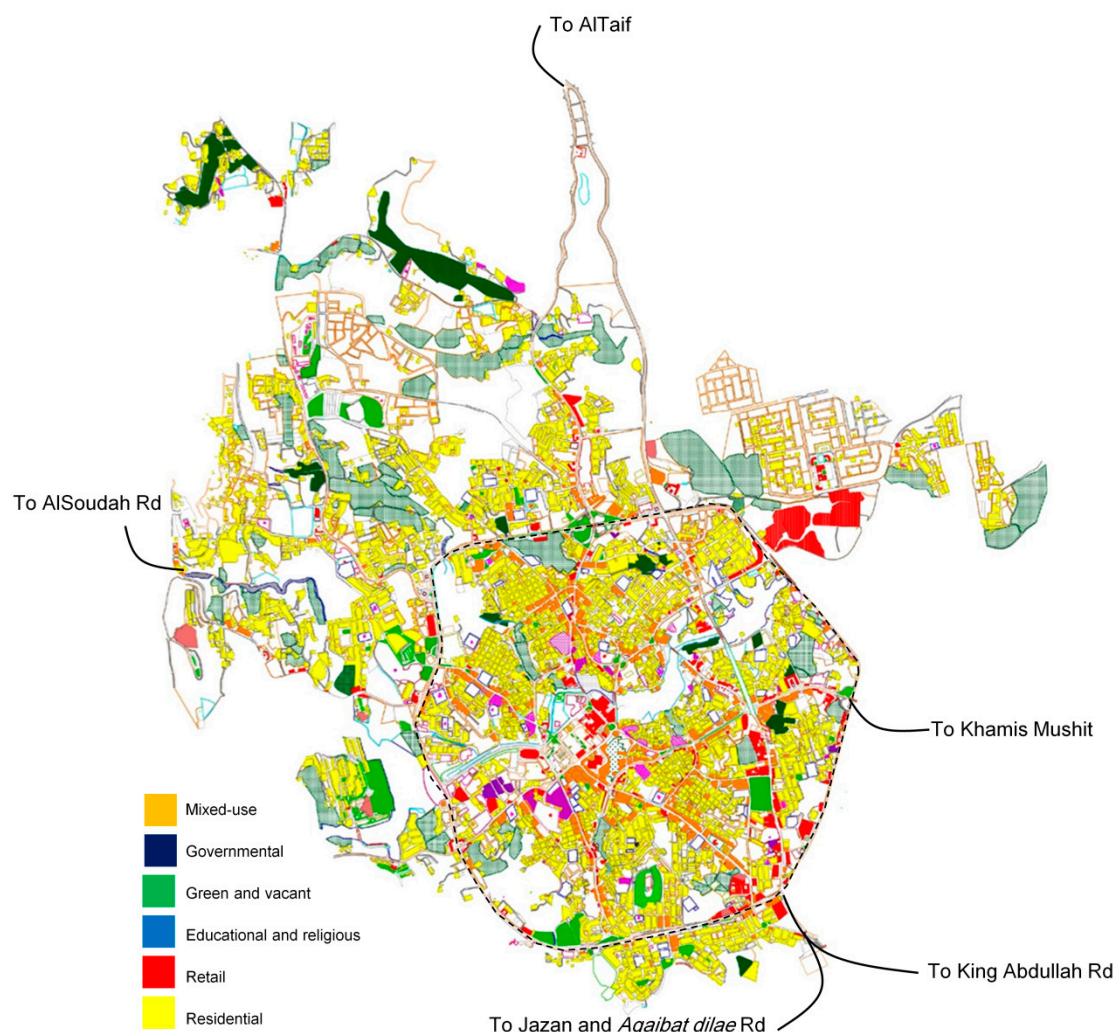 To AlTaif
To AlSoudah Rd
To Khamis Mushit
Mixed-use
Governmental
Green and vacant
Educational and religious
Retail
Residential
To King Abdullah Rd
To Jazan and Aqaibat dilae Rd